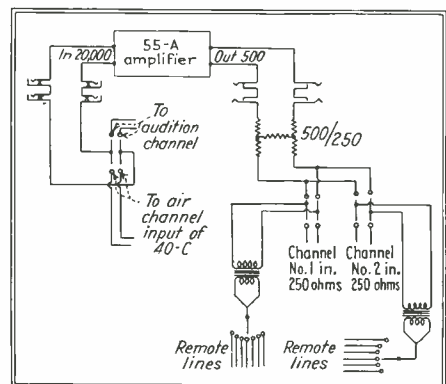 55-A
amplifier
In 20,000
Out 500
To
audition
channel
500/250
To air
channel
input of
40-C
Channel
No.1 in.
250 ohms
Channel
No.2 in.
250 ohms
Remote
lines
Remote
lines